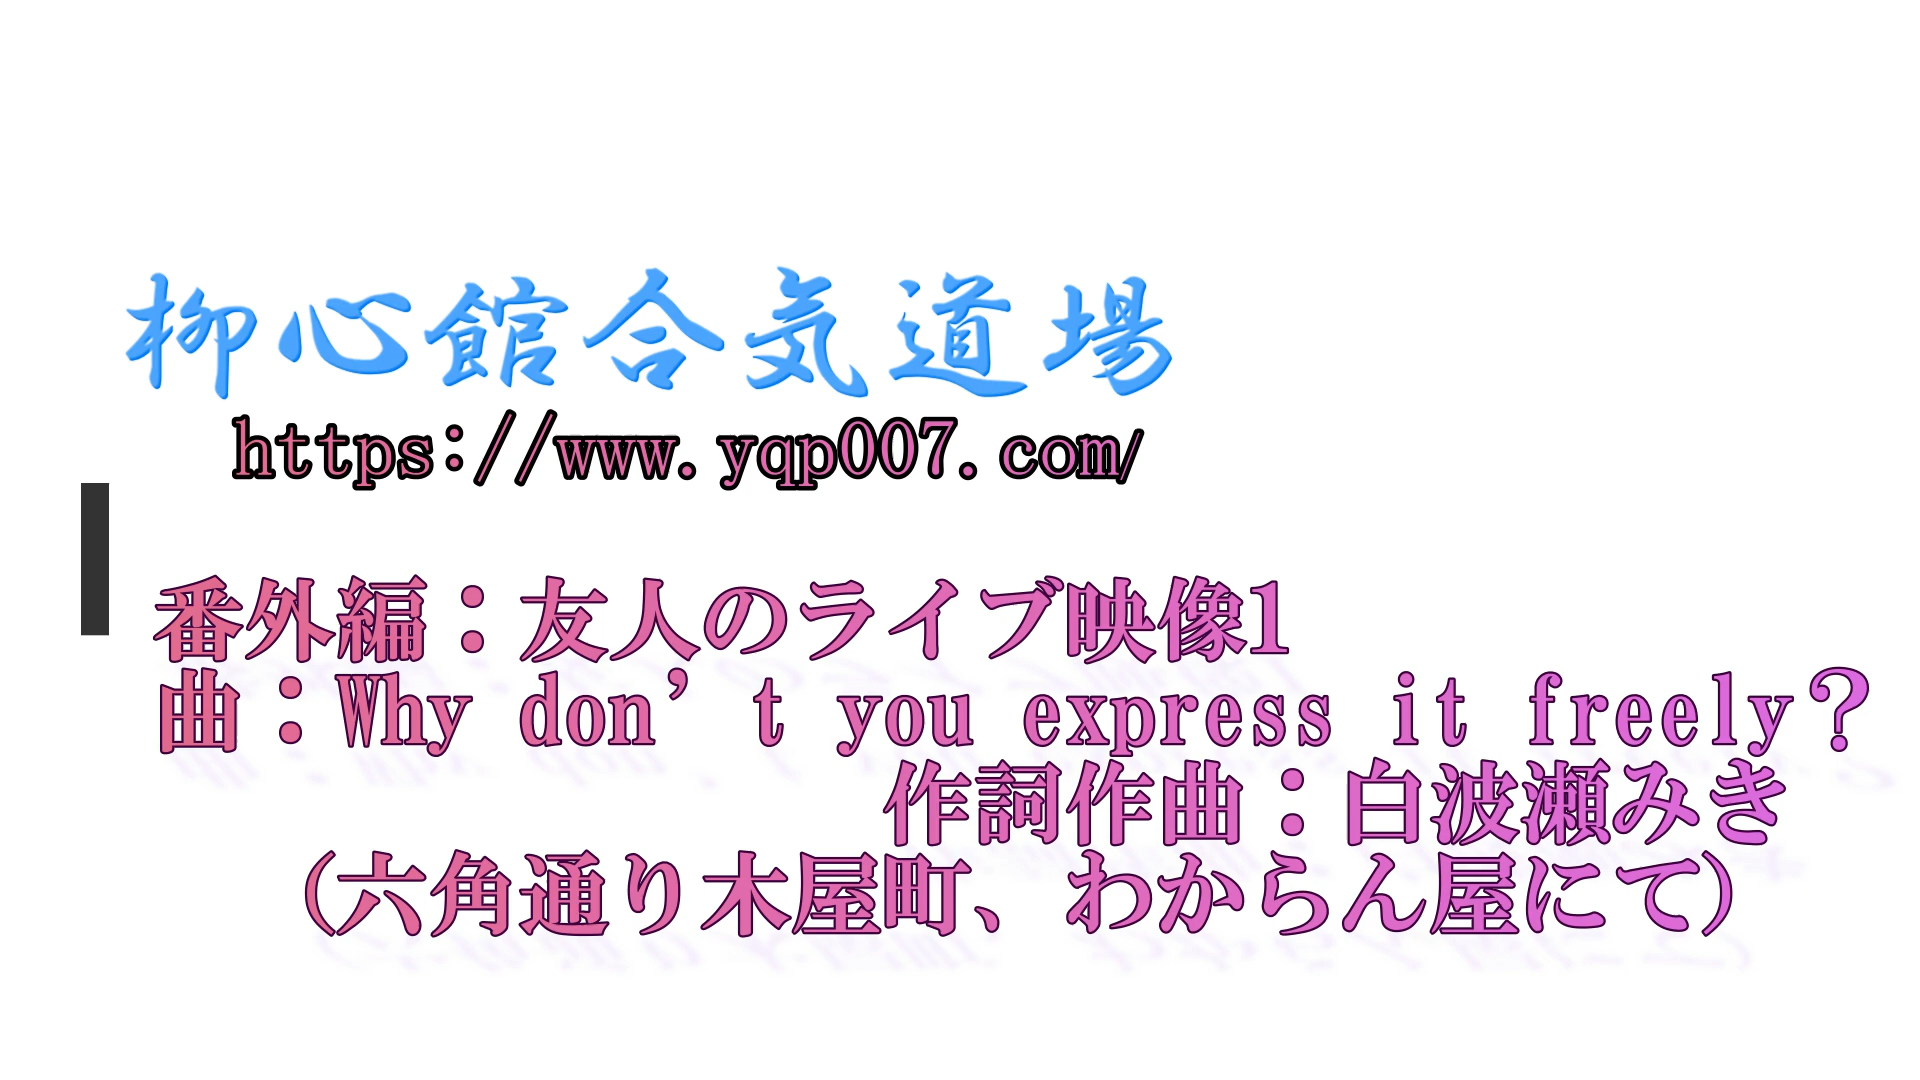 柳心館合気道場
https://www.yqp007.com/
番外編：友人のライブ映像1
曲：Why don’t you express it freely？
作詞作曲：白波瀬みき
（六角通り木屋町、わからん屋にて）